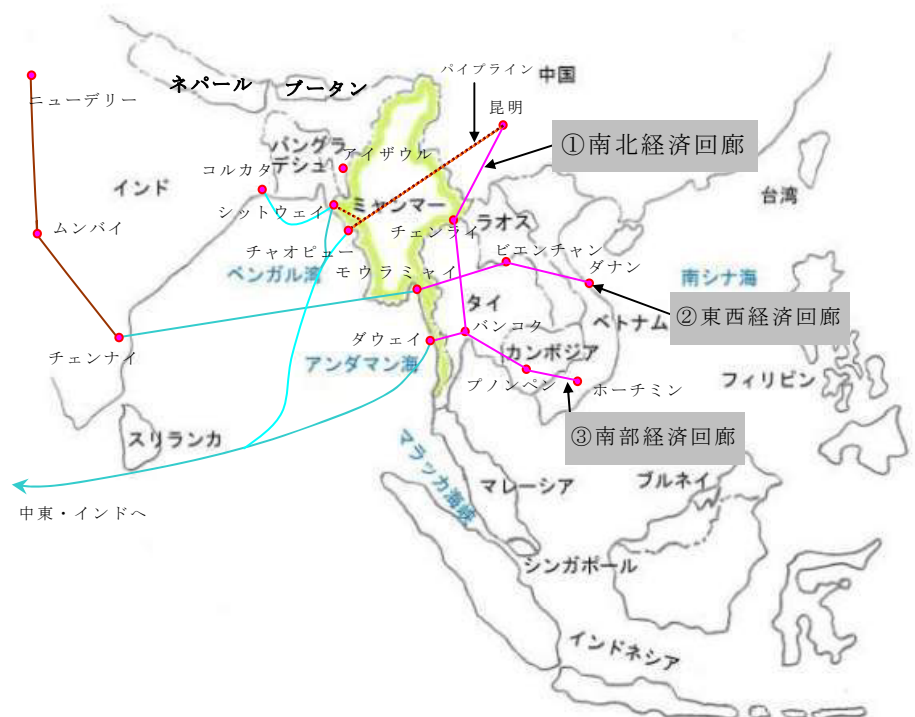 パイプライン
中国
ネパール
ブータン
ニューデリー
昆明
①南北経済回廊
バングラ
デシュ
アイザウル
コルカタ
インド
台湾
シットウェイ
ミャンマー
チェンライ
ラオス
ムンバイ
チャオピュー
ビエンチャン
ベンガル湾
モウラミャイ
ダナン
南シナ海
タイ
②東西経済回廊
ベトナム
ダウェイ
バンコク
チェンナイ
アンダマン海
カンボジア
プノンペン
ホーチミン
フィリピン
スリランカ
③南部経済回廊
マラッカ海峡
マレーシア
ブルネイ
中東・インドへ
シンガポール
インドネシア